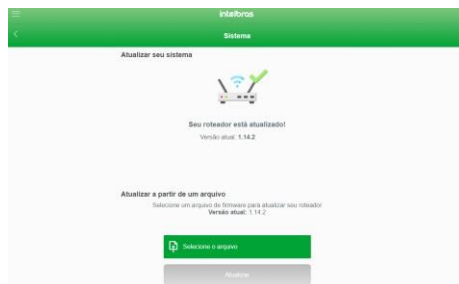 intelbras
Sistema
Atualizar seu sistema
Seu roteador está atualizado!
Versão atual: 1.14.2
Atualizar a partir de um arquivo
Selecione um arquivo de firmware para atualizar seu roteador
Versão atual: 1.14.2
Selecione o arquivo
Atualizar